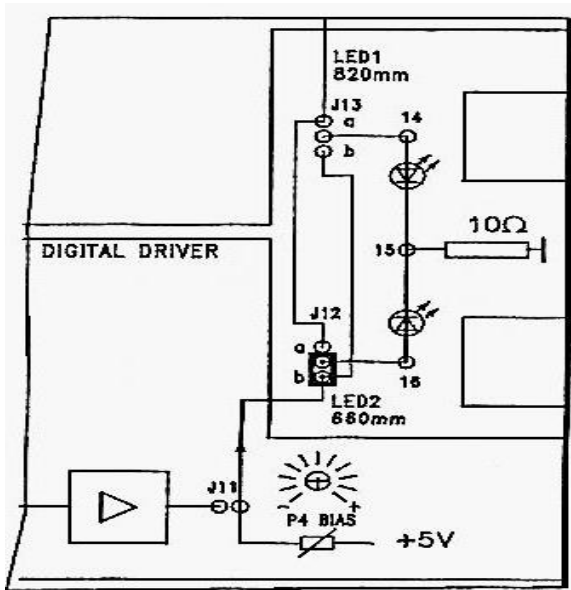 LED1
820mm
J13
a
14
b
10Ω
15
DIGITAL DRIVER
J12
a
b
16
LED2
660mm
J11
- +
P4 BIAS
+5V